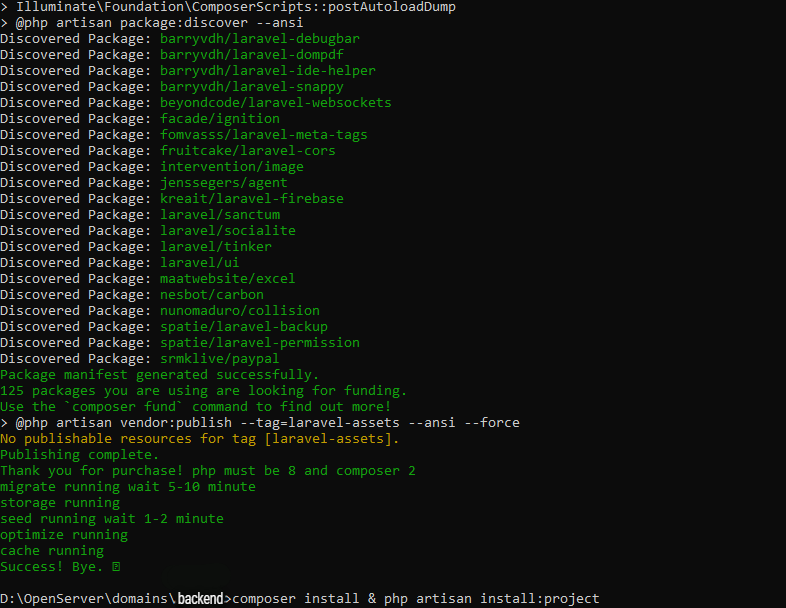 > Illuminate\Foundation\ComposerScripts::postAutoloadDump
> @php artisan package:discover --ansi
Discovered Package: barryvdh/laravel-debugbar
Discovered Package: barryvdh/laravel-dompdf
Discovered Package: barryvdh/laravel-ide-helper
Discovered Package: barryvdh/laravel-snappy
Discovered Package: beyondcode/laravel-websockets
Discovered Package: facade/ignition
Discovered Package: fomvasss/laravel-meta-tags
Discovered Package: fruitcake/laravel-cors
Discovered Package: intervention/image
Discovered Package: jenssegers/agent
Discovered Package: kreait/laravel-firebase
Discovered Package: laravel/sanctum
Discovered Package: laravel/socialite
Discovered Package: laravel/tinker
Discovered Package: laravel/ui
Discovered Package: maatwebsite/excel
Discovered Package: nesbot/carbon
Discovered Package: nunomaduro/collision
Discovered Package: spatie/laravel-backup
Discovered Package: spatie/laravel-permission
Discovered Package: srmklive/paypal
Package manifest generated successfully.
125 packages you are using are looking for funding.
Use the `composer fund` command to find out more!
> @php artisan vendor:publish --tag=laravel-assets --ansi --force
No publishable resources for tag [laravel-assets].
Publishing complete.
Thank you for purchase! php must be 8 and composer 2
migrate running wait 5-10 minute
storage running
seed running wait 1-2 minute
optimize running
cache running
Success! Bye.
D:\OpenServer\domains\backend>composer install & php artisan install:project